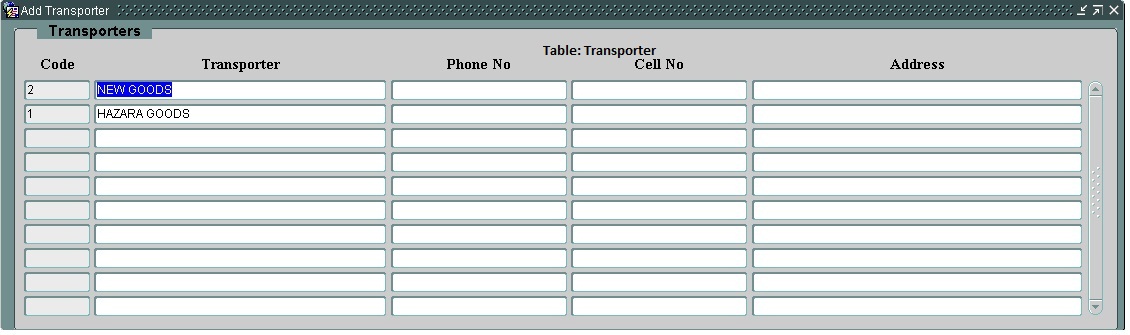 Add Transporter
Transporters
Table: Transporter
Code Transporter Phone No Cell No Address
2 NEW GOODS
1 HAZARA GOODS